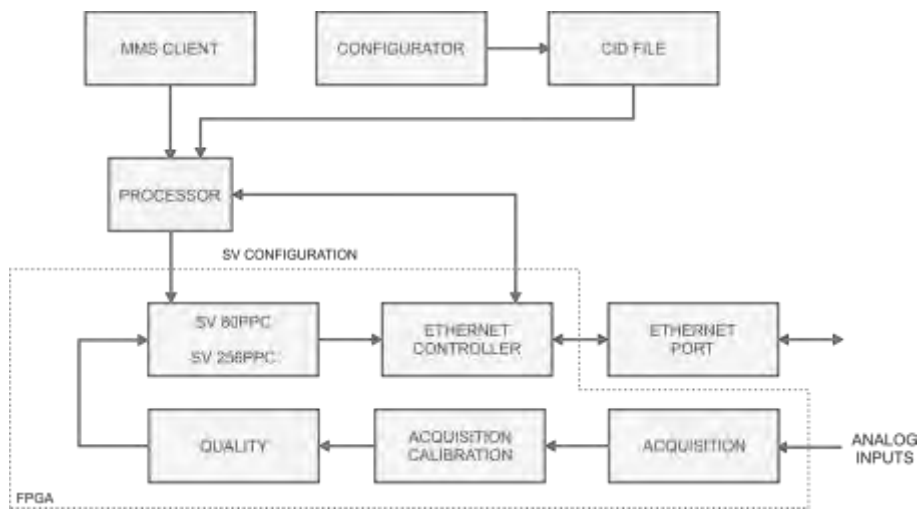 MMS CLIENT
CONFIGURATOR
CID FILE
PROCESSOR
SV CONFIGURATION
SV 80PPC
SV 256PPC
ETHERNET
CONTROLLER
ETHERNET
PORT
QUALITY
ACQUISITION
CALIBRATION
ACQUISITION
ANALOG
INPUTS
FPGA